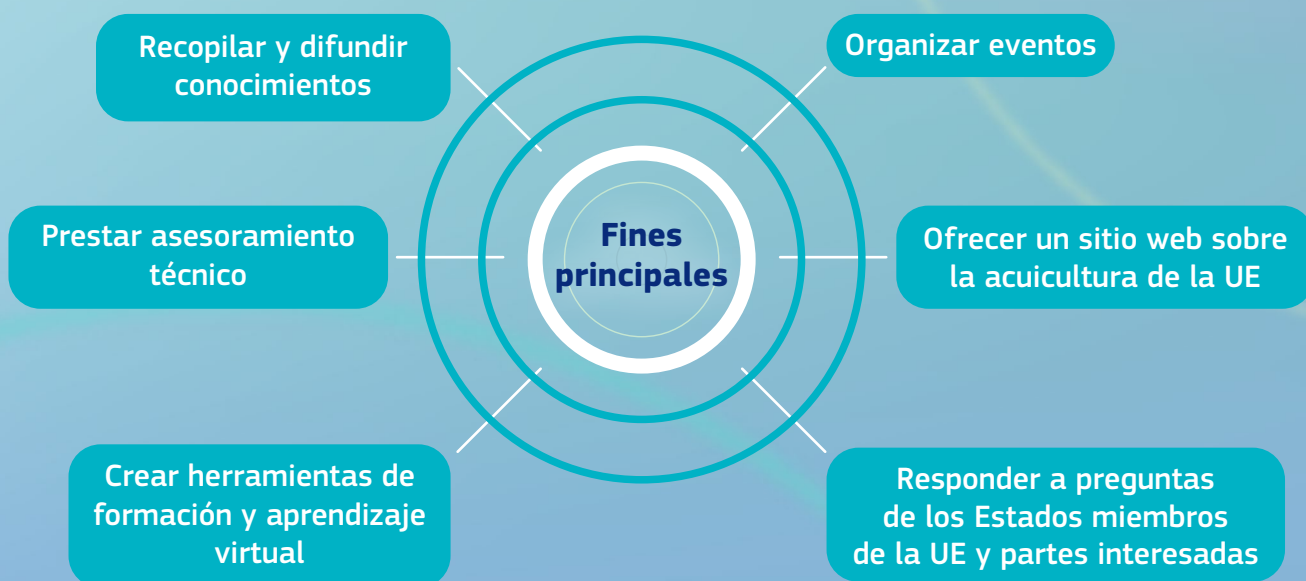 Recopilar y difundir
conocimientos
Organizar eventos
Prestar asesoramiento
técnico
Fines
principales
Ofrecer un sitio web sobre
la acuicultura de la UE
Crear herramientas de
formación y aprendizaje
virtual
Responder a preguntas
de los Estados miembros
de la UE y partes interesadas